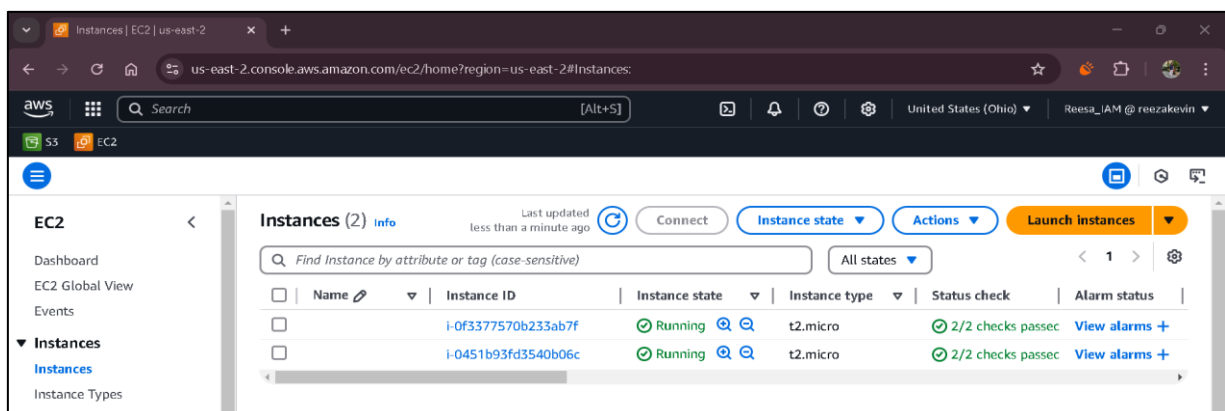 Instances | EC2 | us-east-2
us-east-2.console.aws.amazon.com/ec2/home?region=us-east-2#Instances:
aws Search [Alt+S] United States (Ohio) Reesa_IAM @ reezakevin
S3 EC2
EC2
Dashboard
EC2 Global View
Events
Instances
Instances
Instance Types
Instances (2) Info
Last updated
less than a minute ago
Connect Instance state Actions Launch instances
Find Instance by attribute or tag (case-sensitive) All states 1
Name Instance ID Instance state Instance type Status check Alarm status
i-0f3377570b233ab7f Running t2.micro 2/2 checks passec View alarms +
i-0451b93fd3540b06c Running t2.micro 2/2 checks passec View alarms +